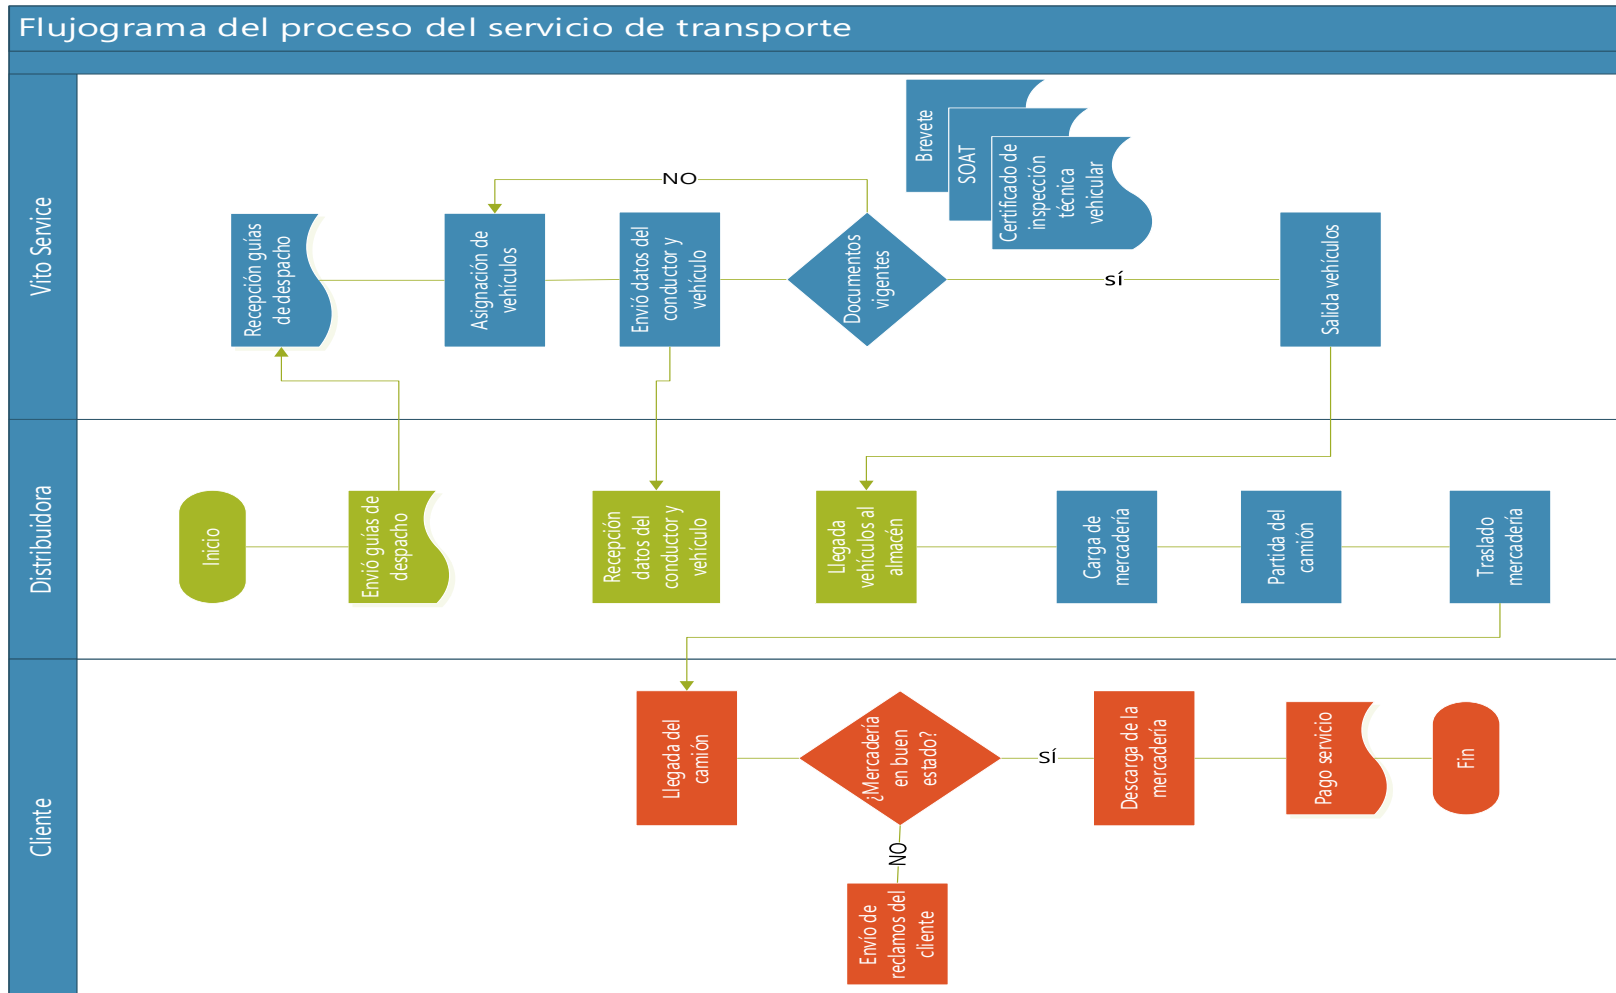 Flujograma del proceso del servicio de transporte
Vito Service
Recepción guías
de despacho
Asignación de
vehículos
NO
Envió datos del
conductor y
vehículo
Documentos
vigentes
Brevete
SOAT
Certificado de
inspección
técnica
vehicular
sí
Salida vehículos
Distribuidora
Inicio
Envió guías de
despacho
Recepción
datos del
conductor y
vehículo
Llegada
vehículos al
almacén
Carga de
mercadería
Partida del
camión
Traslado
mercadería
Cliente
Llegada del
camión
¿Mercadería
en buen
estado?
NO
Envío de
reclamos del
cliente
SÍ
Descarga de la
mercadería
Pago servicio
Fin